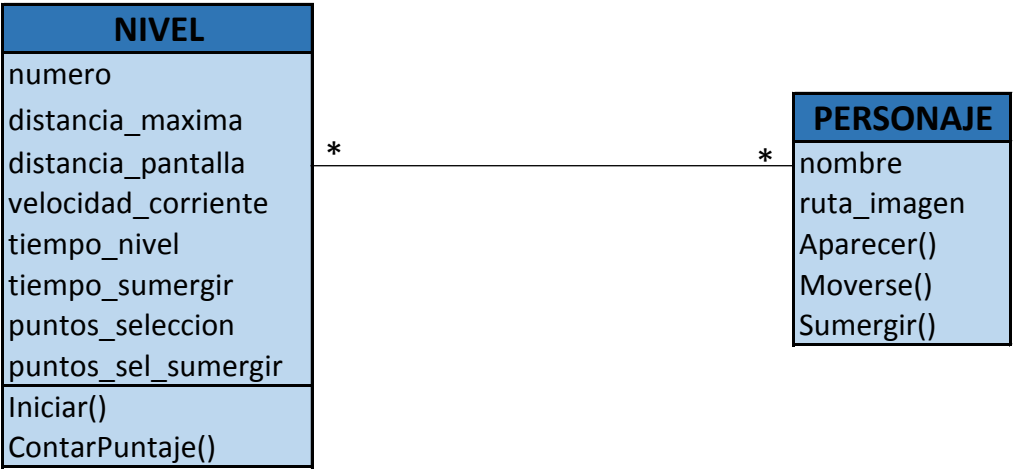 NIVEL
numero
distancia_maxima
distancia_pantalla
velocidad_corriente
tiempo_nivel
tiempo_sumergir
puntos_seleccion
puntos_sel_sumergir
Iniciar()
ContarPuntaje()
*
*
PERSONAJE
nombre
ruta_imagen
Aparecer()
Moverse()
Sumergir()